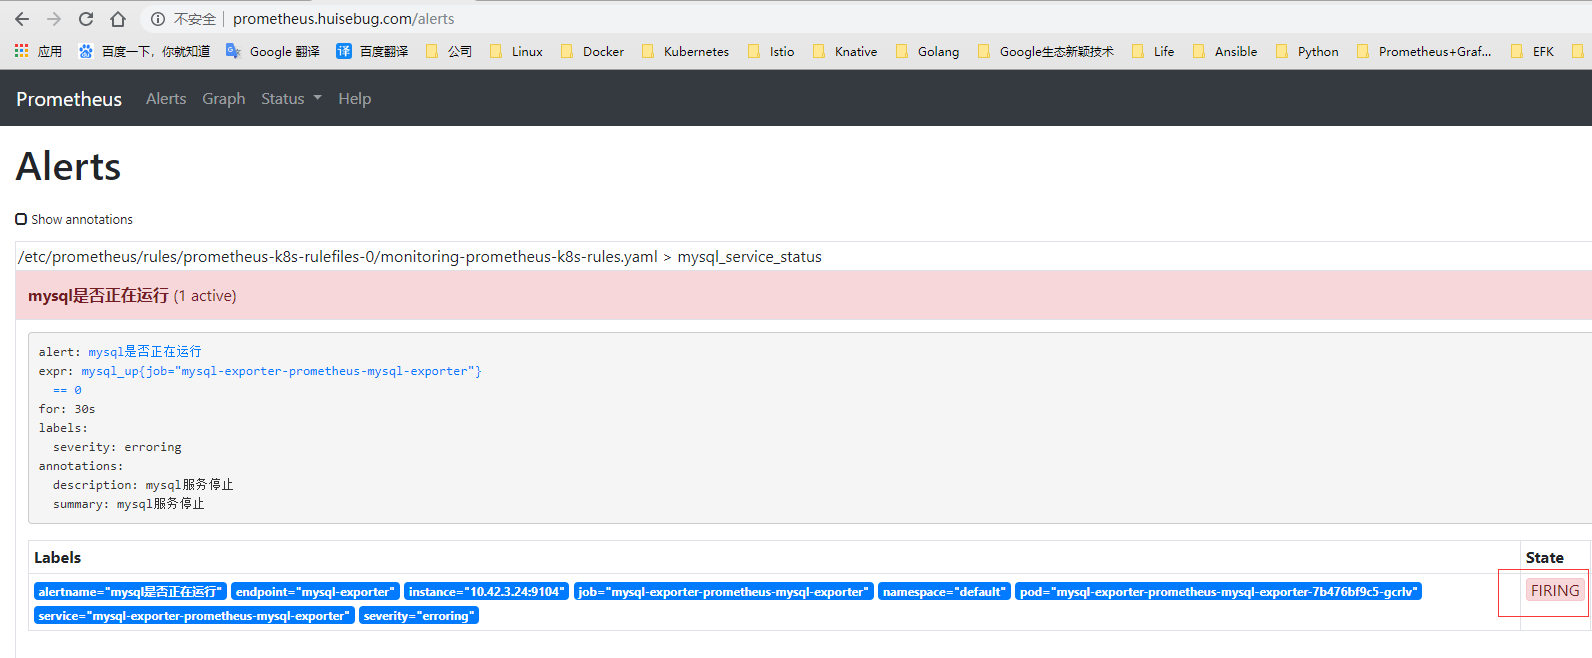 不安全 prometheus.huisebug.com/alerts
应用 百度一下，你就知道 Google 翻译 译 百度翻译 公司 Linux Docker Kubernetes Istio Knative Golang Google生态新颖技术 Life Ansible Python Prometheus+Graf... EFK
Prometheus Alerts Graph Status Help
Alerts
Show annotations
/etc/prometheus/rules/prometheus-k8s-rulefiles-0/monitoring-prometheus-k8s-rules.yaml > mysql_service_status
mysql是否正在运行 (1 active)
alert: mysql是否正在运行
expr: mysql_up{job="mysql-exporter-prometheus-mysql-exporter"}
== 0
for: 30s
labels:
severity: erroring
annotations:
description: mysql服务停止
summary: mysql服务停止
Labels State
alertname="mysql是否正在运行" endpoint="mysql-exporter" instance="10.42.3.24:9104" job="mysql-exporter-prometheus-mysql-exporter" namespace="default" pod="mysql-exporter-prometheus-mysql-exporter-7b476bf9c5-gcrlv" FIRING
service="mysql-exporter-prometheus-mysql-exporter" severity="erroring"